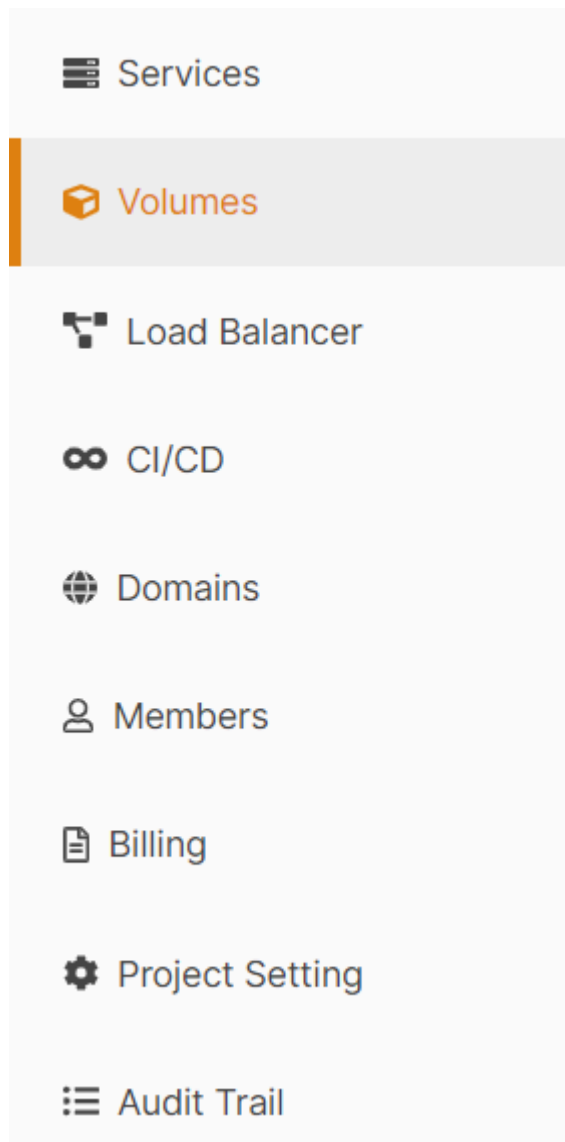 Services
Volumes
Load Balancer
CI/CD
Domains
Members
Billing
Project Setting
Audit Trail